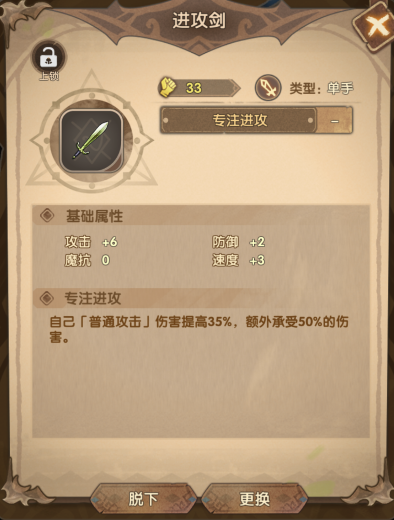 进攻剑
上锁
33
类型：单手
专注进攻
基础属性
攻击 +6 防御 +2
魔抗 0 速度 +3
专注进攻
自己「普通攻击」伤害提高35%，额外承受50%的伤
害。
脱下 更换